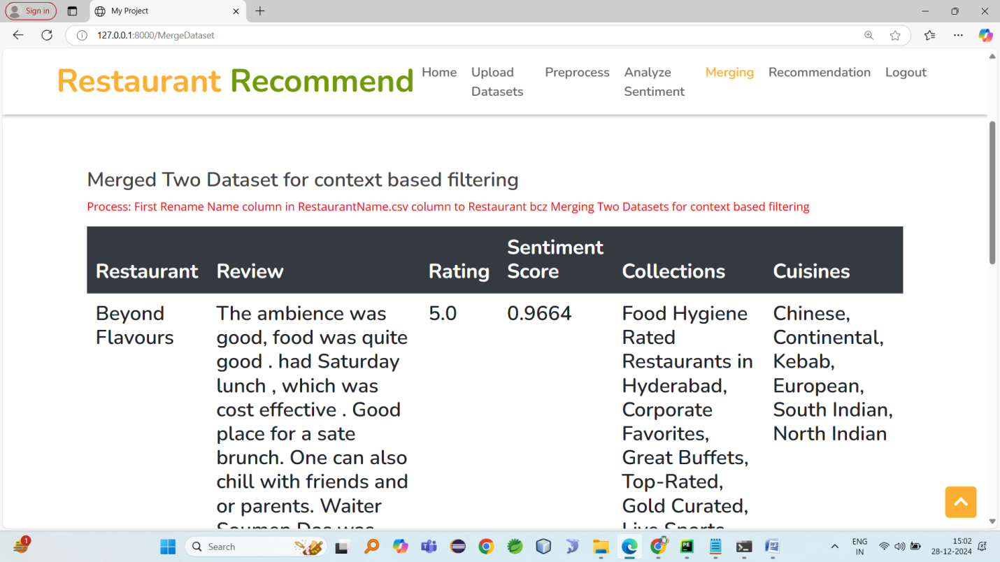 Sign in
My Project
127.0.0.1:8000/MergeDataset
Restaurant Recommend
Home
Upload
Datasets
Preprocess
Analyze
Sentiment
Merging
Recommendation
Logout
Merged Two Dataset for context based filtering
Process: First Rename Name column in RestaurantName.csv column to Restaurant bcz Merging Two Datasets for context based filtering
Restaurant
Review
Rating
Sentiment
Score
Collections
Cuisines
Beyond
Flavours
The ambience was
good, food was quite
good . had Saturday
lunch , which was
cost effective . Good
place for a sate
brunch. One can also
chill with friends and
or parents. Waiter
Soumen Das was
5.0
0.9664
Food Hygiene
Rated
Restaurants in
Hyderabad,
Corporate
Favorites,
Great Buffets,
Top-Rated,
Gold Curated,
Live Sports
Chinese,
Continental,
Kebab,
European,
South Indian,
North Indian
1
Search
PE
ENG
IN
15:02
28-12-2024